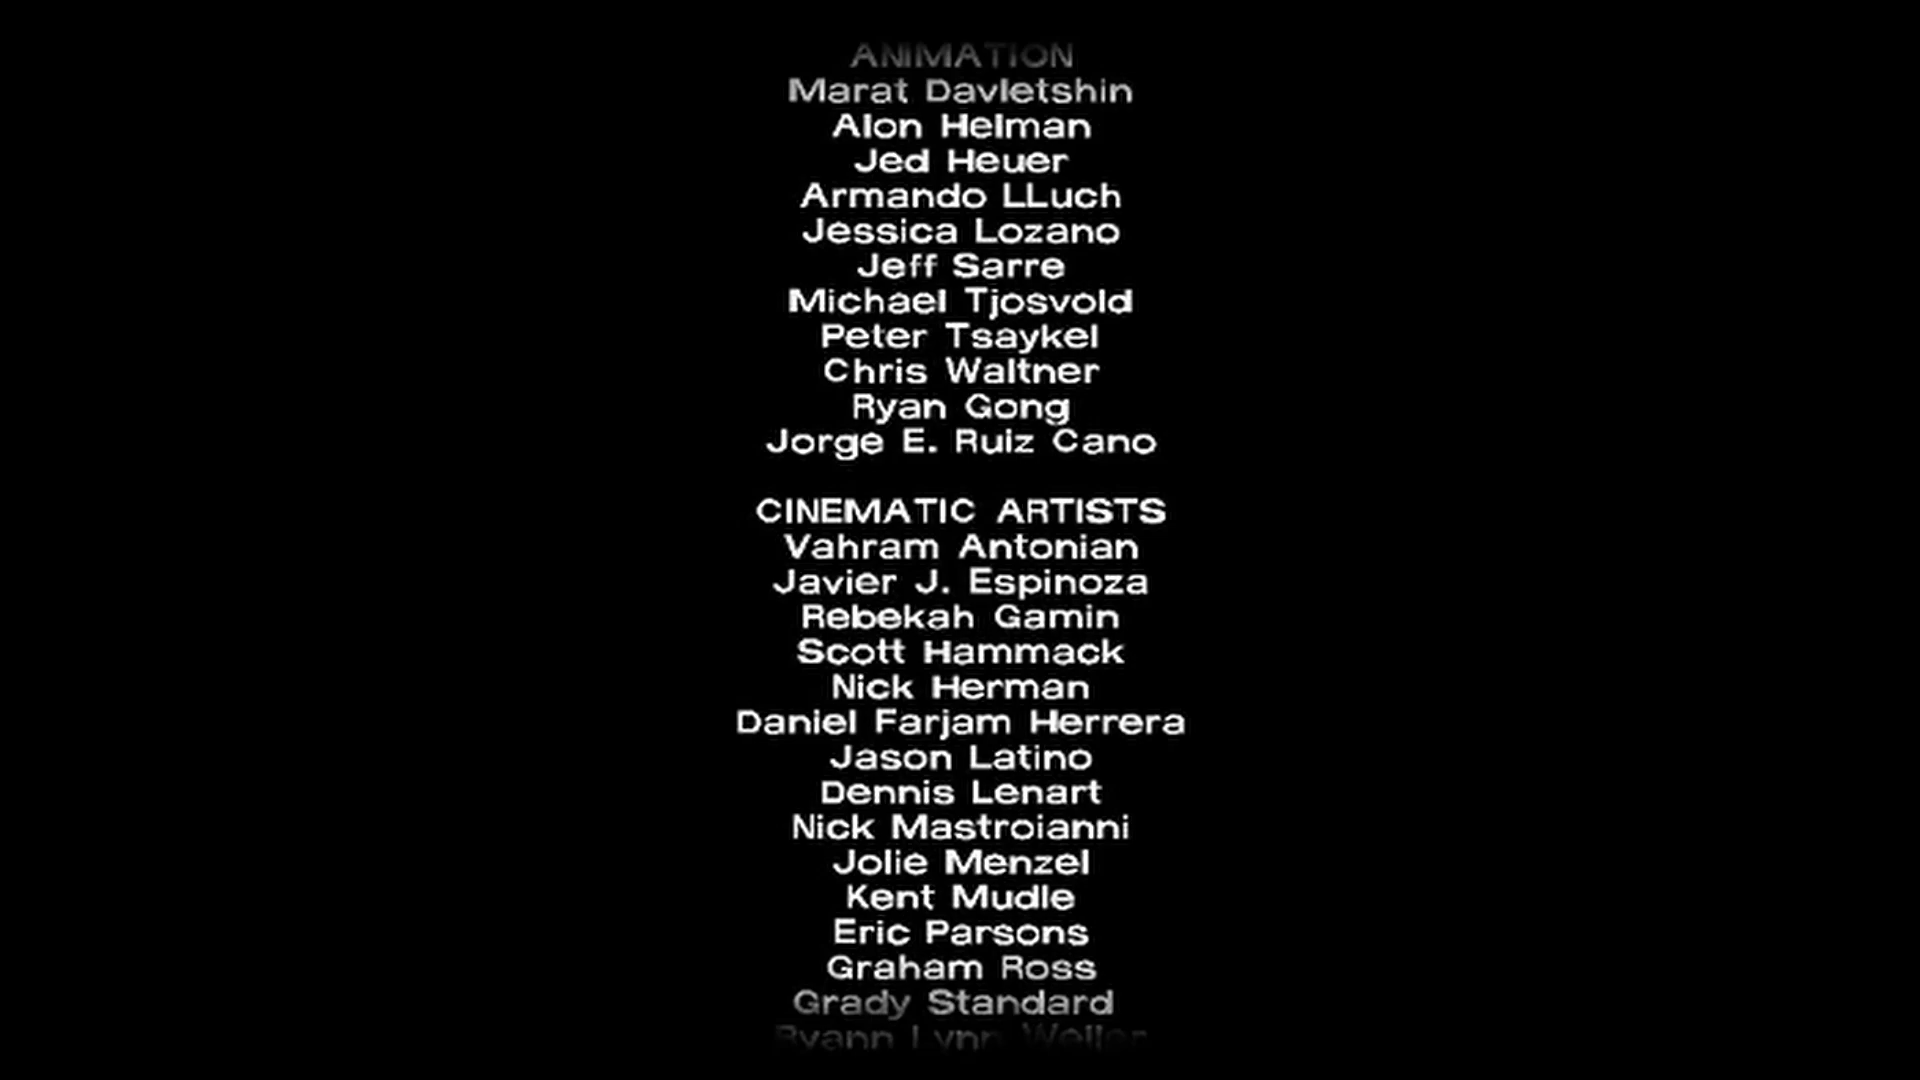 ANIMATION
Marat Davletshin
Alon Helman
Jed Heuer
Armando LLuch
Jessica Lozano
Jeff Sarre
Michael Tjosvold
Peter Tsaykel
Chris Waltner
Ryan Gong
Jorge E. Ruiz Cano
CINEMATIC ARTISTS
Vahram Antonian
Javier J. Espinoza
Rebekah Gamin
Scott Hammack
Nick Herman
Daniel Farjam Herrera
Jason Latino
Dennis Lenart
Nick Mastroianni
Jolie Menzel
Kent Mudle
Eric Parsons
Graham Ross
Grady Standard
Ryann Lynn